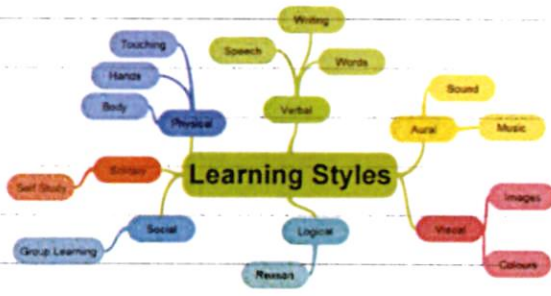 Writing
Touching
Speech
Words
Hands
Sound
Body
Physical
Verbal
Aural
Music
Learning Styles
Solitary
Self Study
Images
Social
Logical
Visual
Group Learning
Reason
Colours